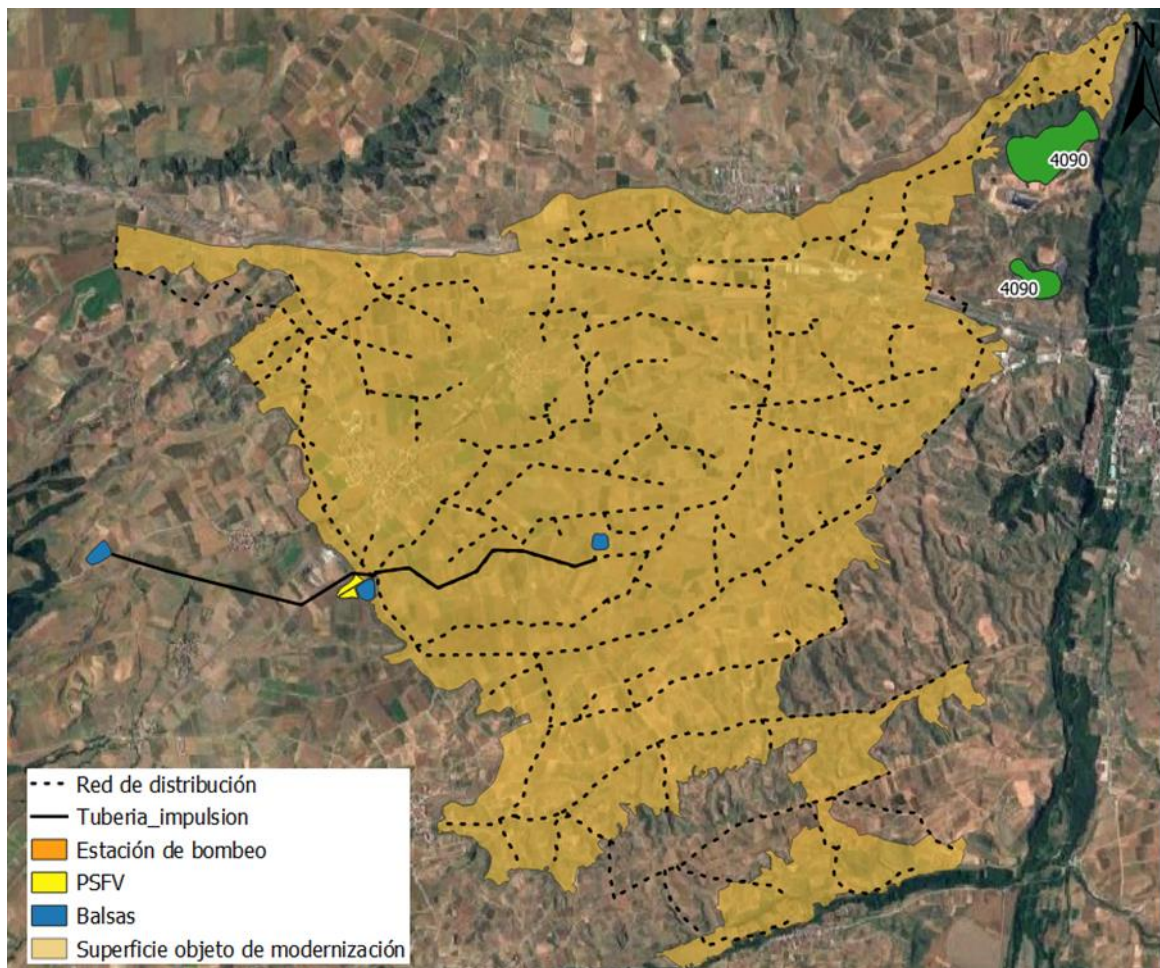 N
4090
4090
Red de distribución
Tuberia_impulsion
Estación de bombeo
PSFV
Balsas
Superficie objeto de modernización